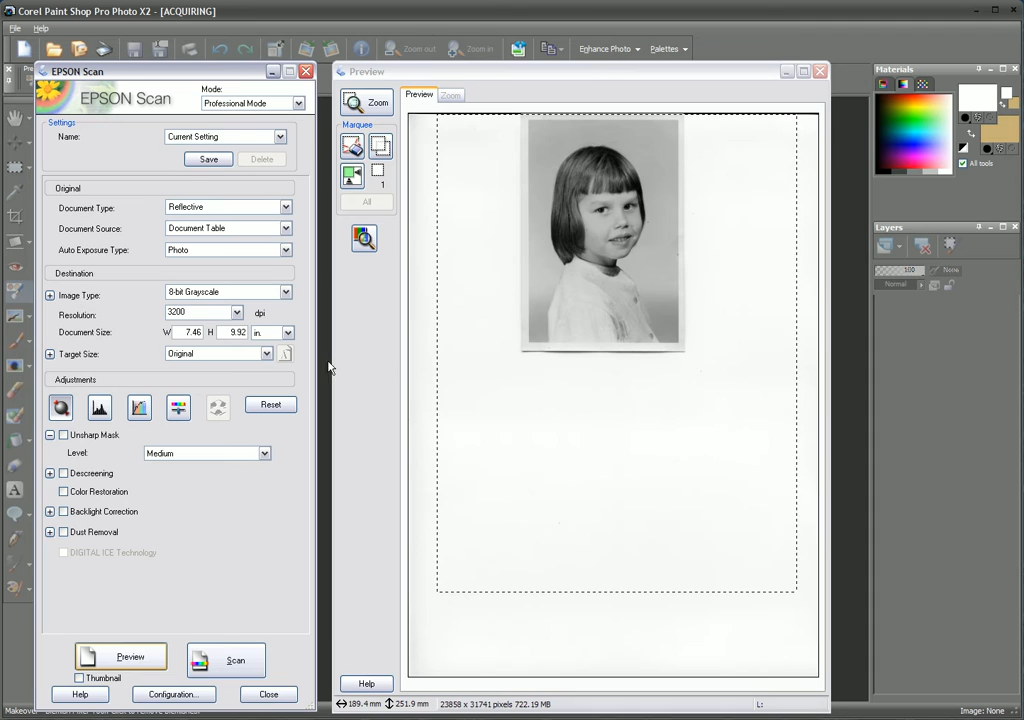 Corel Paint Shop Pro Photo X2 - [ACQUIRING]
File Help
Zoom out Zoom in Enhance Photo Palettes
EPSON Scan
EPSON Scan
Mode:
Professional Mode
Settings
Name: Current Setting
Save Delete
Original
Document Type: Reflective
Document Source: Document Table
Auto Exposure Type: Photo
Destination
Image Type: 8-bit Grayscale
Resolution: 3200 dpi
Document Size: W 7.46 H 9.92 in.
Target Size: Original
Adjustments
Reset
Unsharp Mask
Level: Medium
Descreening
Color Restoration
Backlight Correction
Dust Removal
DIGITAL ICE Technology
Preview Scan
Thumbnail
Help Configuration... Close
Preview
Zoom
Marquee
1
All
Help
Preview Zoom
189.4 mm 251.9 mm 23858 x 31741 pixels 722.19 MB L:
Materials
All tools
Layers
100 None
Normal
Image: None